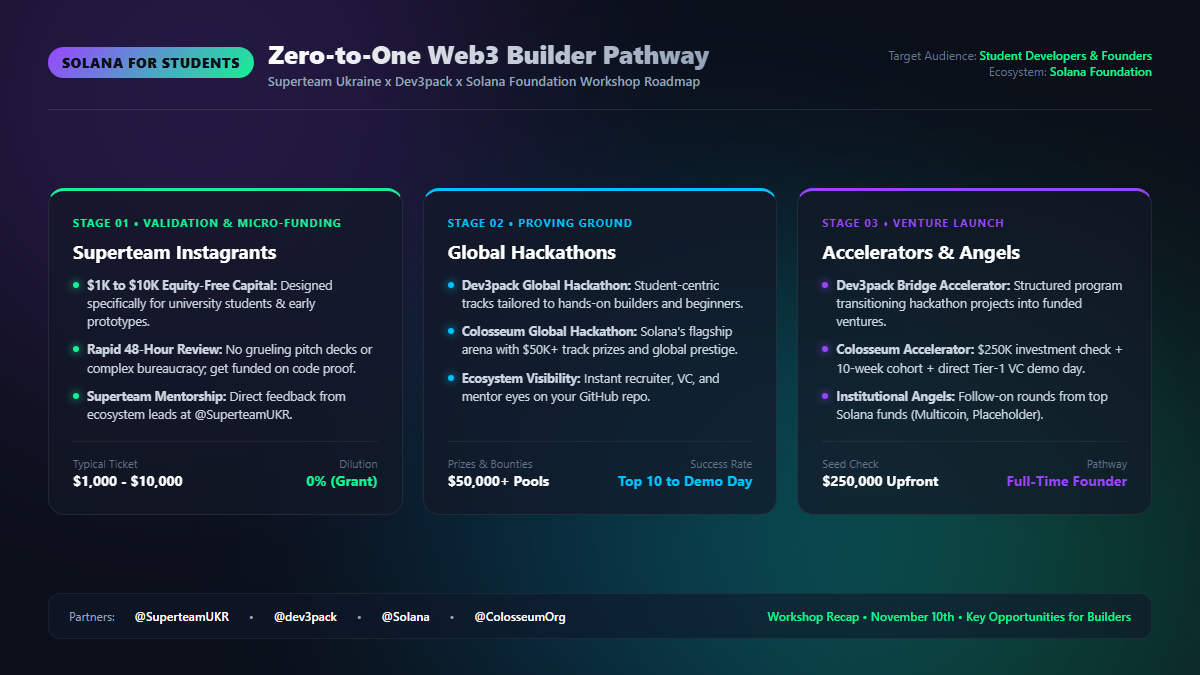 SOLANA FOR STUDENTS
Zero-to-One Web3 Builder Pathway
Superteam Ukraine x Dev3pack x Solana Foundation Workshop Roadmap
Target Audience: Student Developers & Founders
Ecosystem: Solana Foundation
STAGE 01 • VALIDATION & MICRO-FUNDING
Superteam Instagrants
$1K to $10K Equity-Free Capital: Designed
specifically for university students & early
prototypes.
Rapid 48-Hour Review: No grueling pitch decks or
complex bureaucracy; get funded on code proof.
Superteam Mentorship: Direct feedback from
ecosystem leads at @SuperteamUKR.
Typical Ticket
$1,000 - $10,000
Dilution
0% (Grant)
STAGE 02 • PROVING GROUND
Global Hackathons
Dev3pack Global Hackathon: Student-centric
tracks tailored to hands-on builders and beginners.
Colosseum Global Hackathon: Solana's flagship
arena with $50K+ track prizes and global prestige.
Ecosystem Visibility: Instant recruiter, VC, and
mentor eyes on your GitHub repo.
Prizes & Bounties
$50,000+ Pools
Success Rate
Top 10 to Demo Day
STAGE 03 • VENTURE LAUNCH
Accelerators & Angels
Dev3pack Bridge Accelerator: Structured program
transitioning hackathon projects into funded
ventures.
Colosseum Accelerator: $250K investment check +
10-week cohort + direct Tier-1 VC demo day.
Institutional Angels: Follow-on rounds from top
Solana funds (Multicoin, Placeholder).
Seed Check
$250,000 Upfront
Pathway
Full-Time Founder
Partners: @SuperteamUKR • @dev3pack • @Solana • @ColosseumOrg
Workshop Recap • November 10th • Key Opportunities for Builders